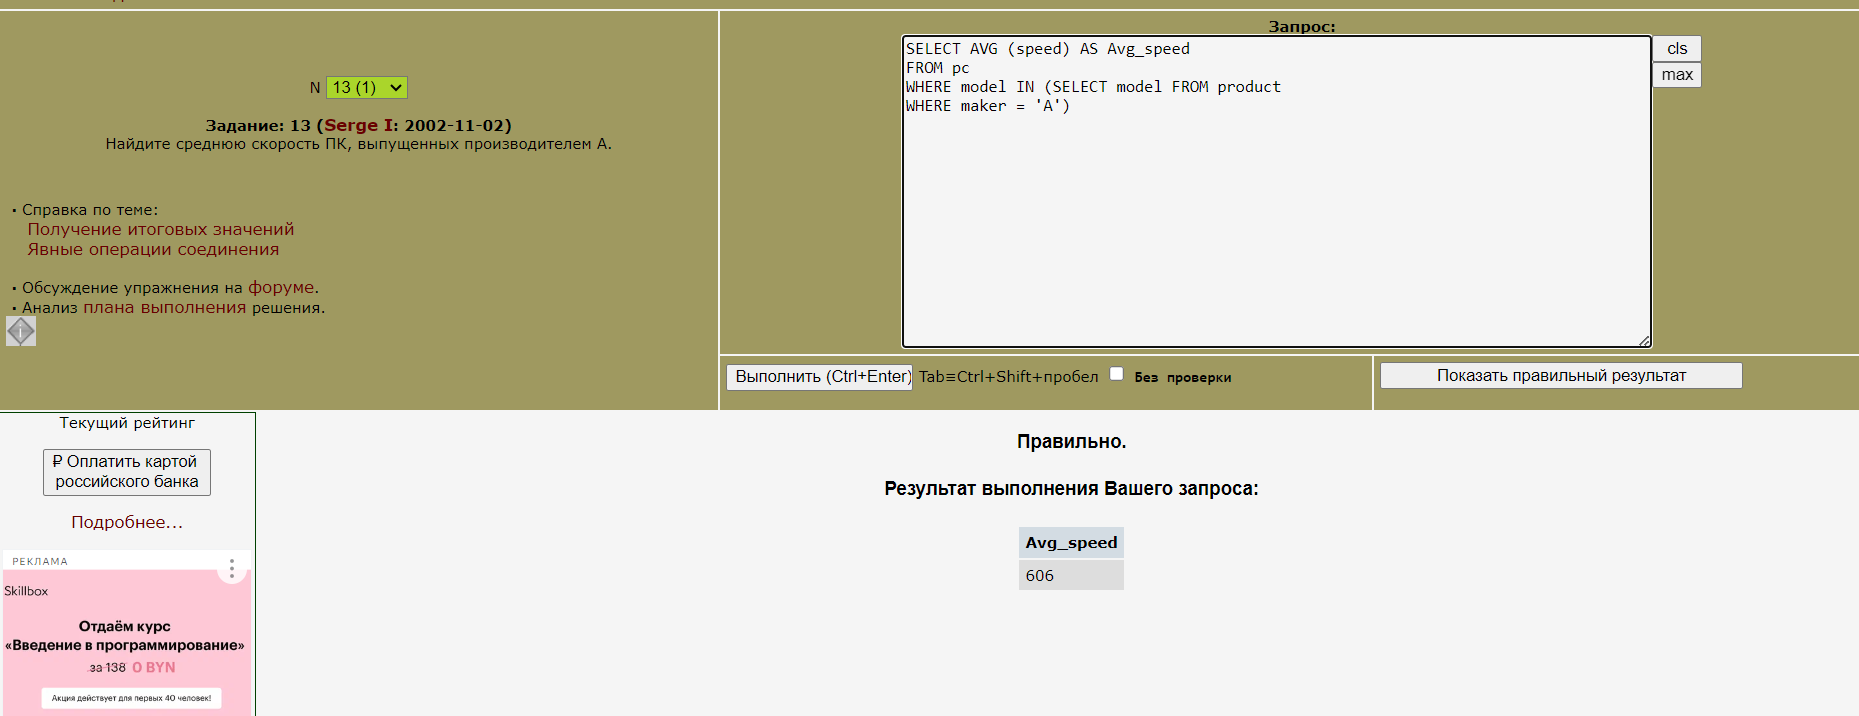 Запрос:
SELECT AVG (speed) AS Avg_speed
FROM pc
WHERE model IN (SELECT model FROM product
WHERE maker = 'A')
cls
max
N 13 (1)
Задание: 13 (Serge I: 2002-11-02)
Найдите среднюю скорость ПК, выпущенных производителем A.
• Справка по теме:
Получение итоговых значений
Явные операции соединения
• Обсуждение упражнения на форуме.
• Анализ плана выполнения решения.
Выполнить (Ctrl+Enter) Tab≡Ctrl+Shift+пробел Без проверки
Показать правильный результат
Текущий рейтинг
₽ Оплатить картой
российского банка
Подробнее...
РЕКЛАМА
Skillbox
Отдаём курс
«Введение в программирование»
за 138 0 BYN
Акция действует для первых 40 человек!
Правильно.
Результат выполнения Вашего запроса:
Avg_speed
606